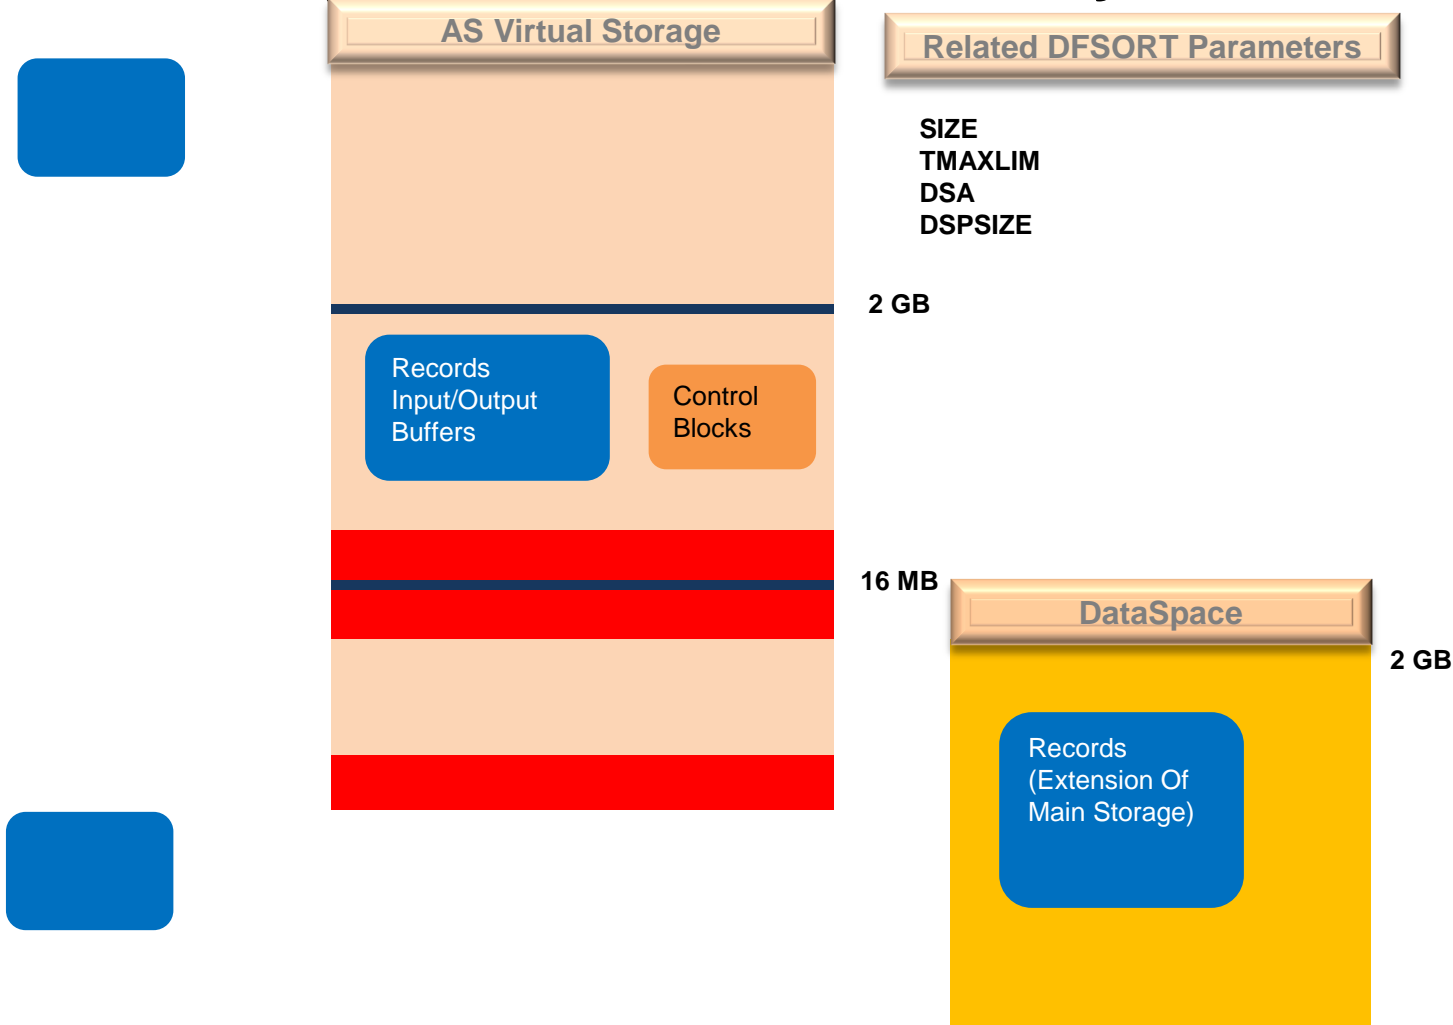 AS Virtual Storage
Related DFSORT Parameters
SIZE
TMAXLIM
DSA
DSPSIZE
2 GB
Records
Input/Output
Buffers
Control
Blocks
16 MB
DataSpace
2 GB
Records
(Extension Of
Main Storage)